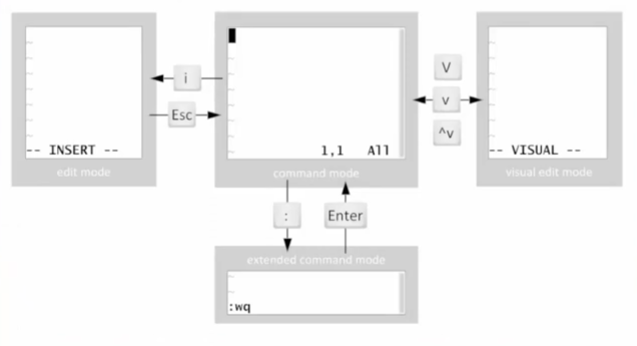 -- INSERT --
edit mode
i
Esc
1,1 All
command mode
V
v
^v
-- VISUAL --
visual edit mode
:
Enter
extended command mode
:wq